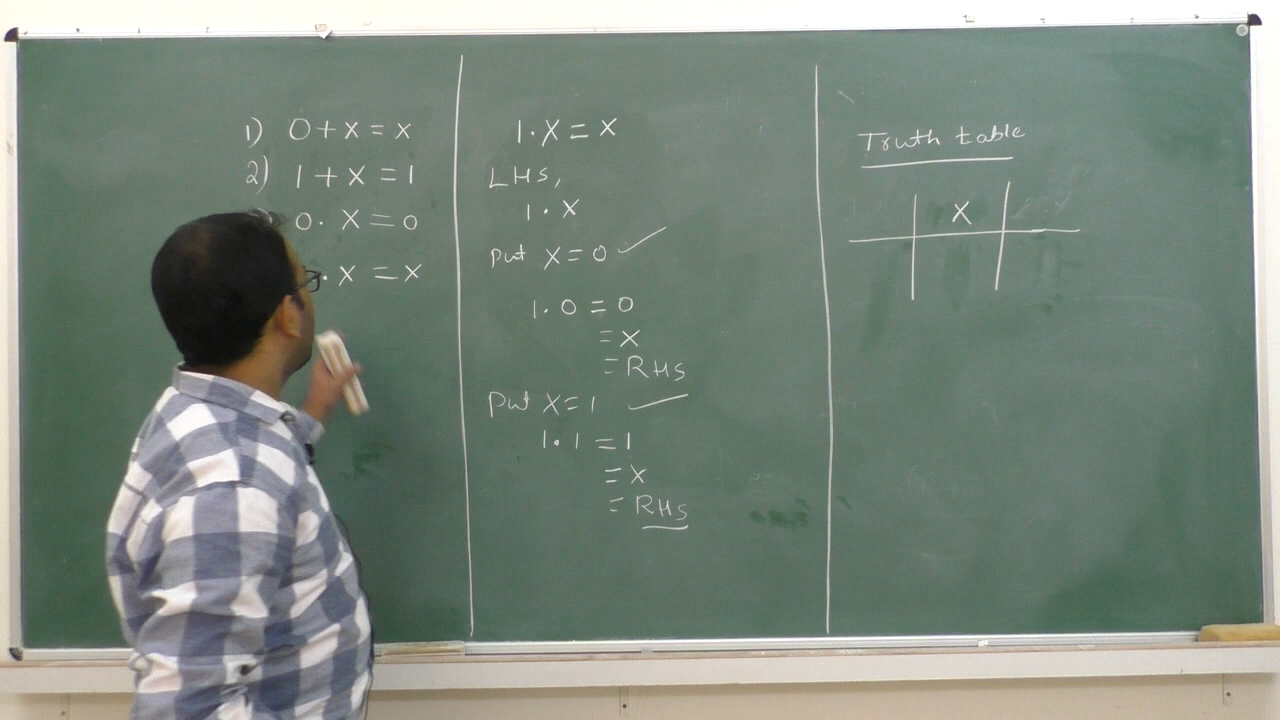 1) 0+x=x
2) 1+x=1
0.x=0
.x=x
1.x=x
LHS,
1.x
Put x=0
1.0=0
=x
=RHS
Put x=1
1.1=1
=x
=RHS
Truth table
x